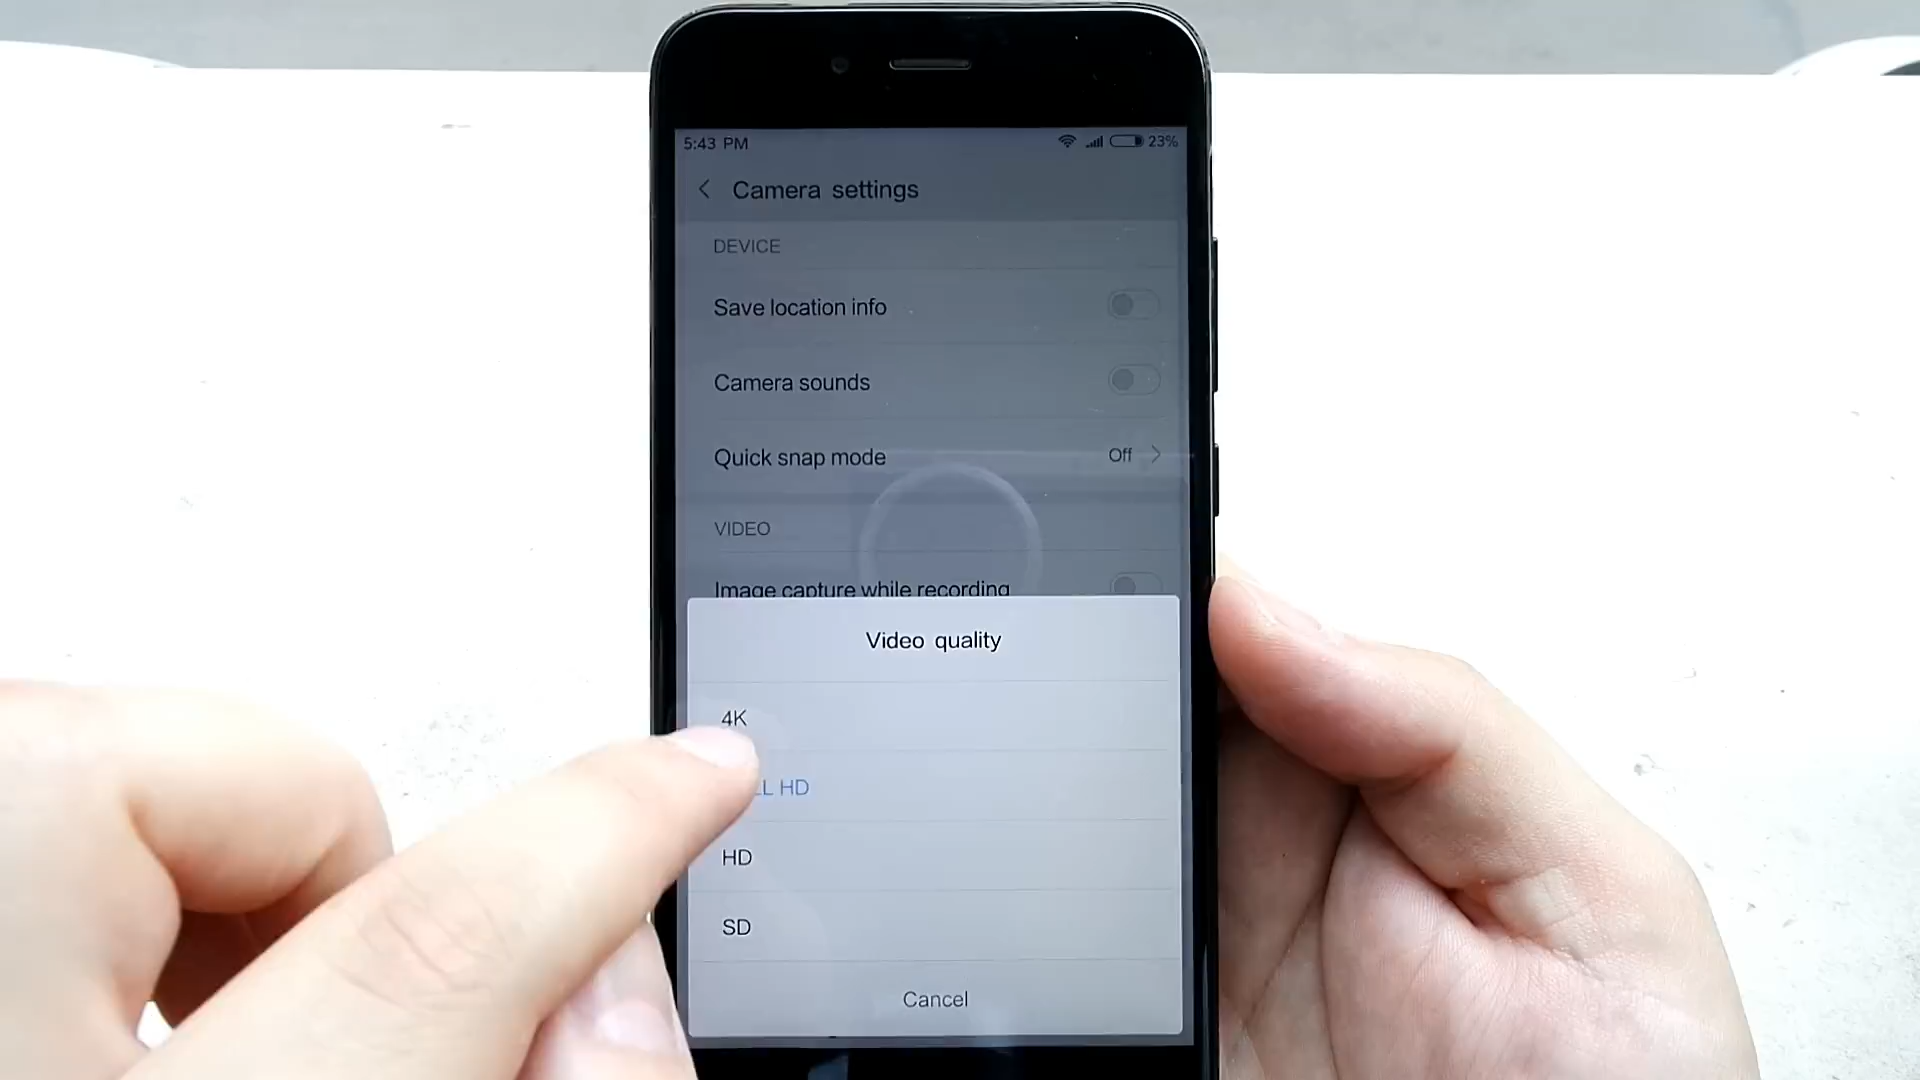 5:43 PM 23%
Camera settings
DEVICE
Save location info
Camera sounds
Quick snap mode Off
VIDEO
Image capture while recording
Video quality
4K
HD
HD
SD
Cancel